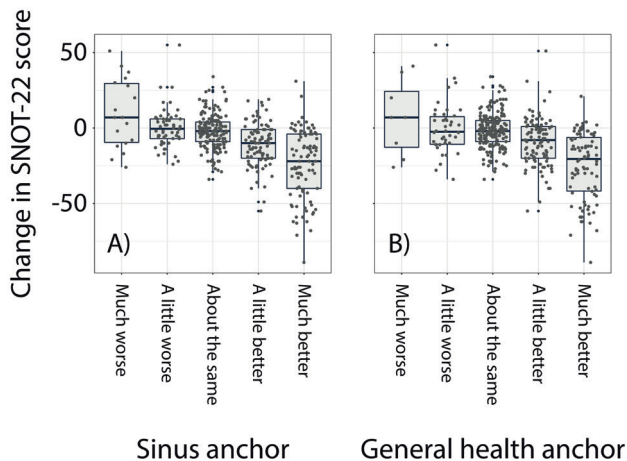 Change in SNOT-22 score
50
0
-50
A)
B)
Much worse
A little worse
About the same
A little better
Much better
Much worse
A little worse
About the same
A little better
Much better
Sinus anchor
General health anchor